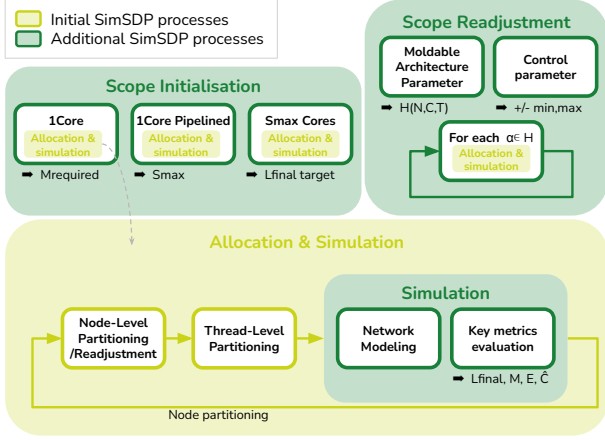 Initial SimSDP processes
Additional SimSDP processes
Scope Initialisation
1Core
Allocation &
simulation
➡ Mrequired
1Core Pipelined
Allocation &
simulation
➡ Smax
Smax Cores
Allocation &
simulation
➡ Lfinal target
Scope Readjustment
Moldable
Architecture
Parameter
➡ H(N,C,T)
Control
parameter
➡ +/- min,max
For each α∈ H
Allocation &
simulation
Allocation & Simulation
Node-Level
Partitioning
/Readjustment
Thread-Level
Partitioning
Simulation
Network
Modeling
Key metrics
evaluation
➡ Lfinal, M, E, Ĉ
Node partitioning